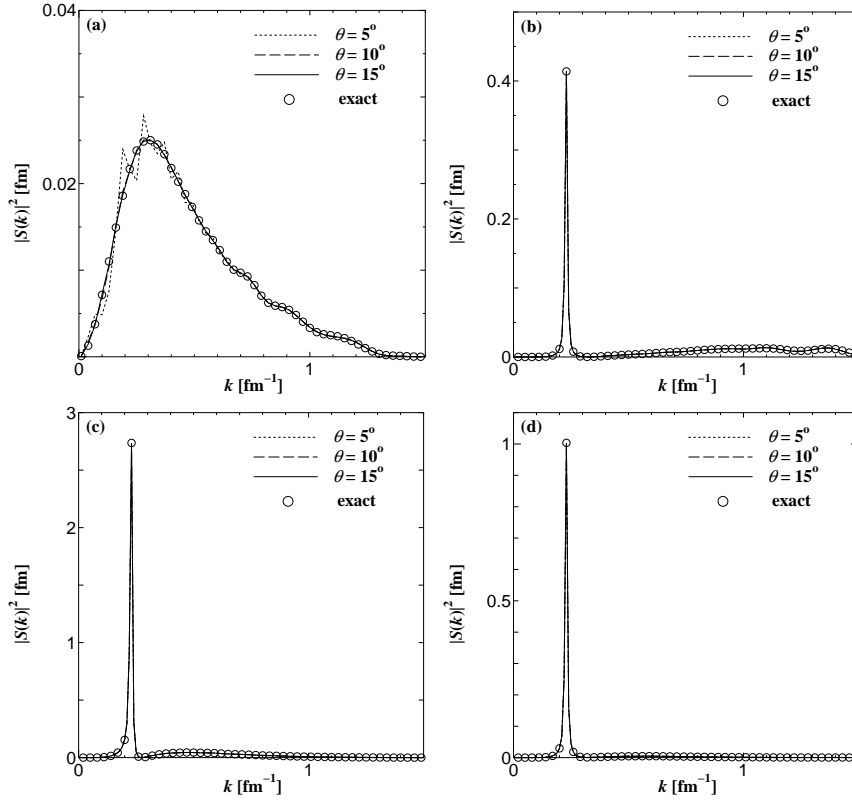 0.04
(a)
θ = 5°
θ = 10°
θ = 15°
exact
0.02
|S(k)|² [fm]
0
1
k [fm⁻¹]
(b)
θ = 5°
θ = 10°
θ = 15°
exact
0.4
0.2
0
|S(k)|² [fm]
0
1
k [fm⁻¹]
3
(c)
θ = 5°
θ = 10°
θ = 15°
exact
2
1
0
|S(k)|² [fm]
0
1
k [fm⁻¹]
1
(d)
θ = 5°
θ = 10°
θ = 15°
exact
0.5
0
|S(k)|² [fm]
0
1
k [fm⁻¹]